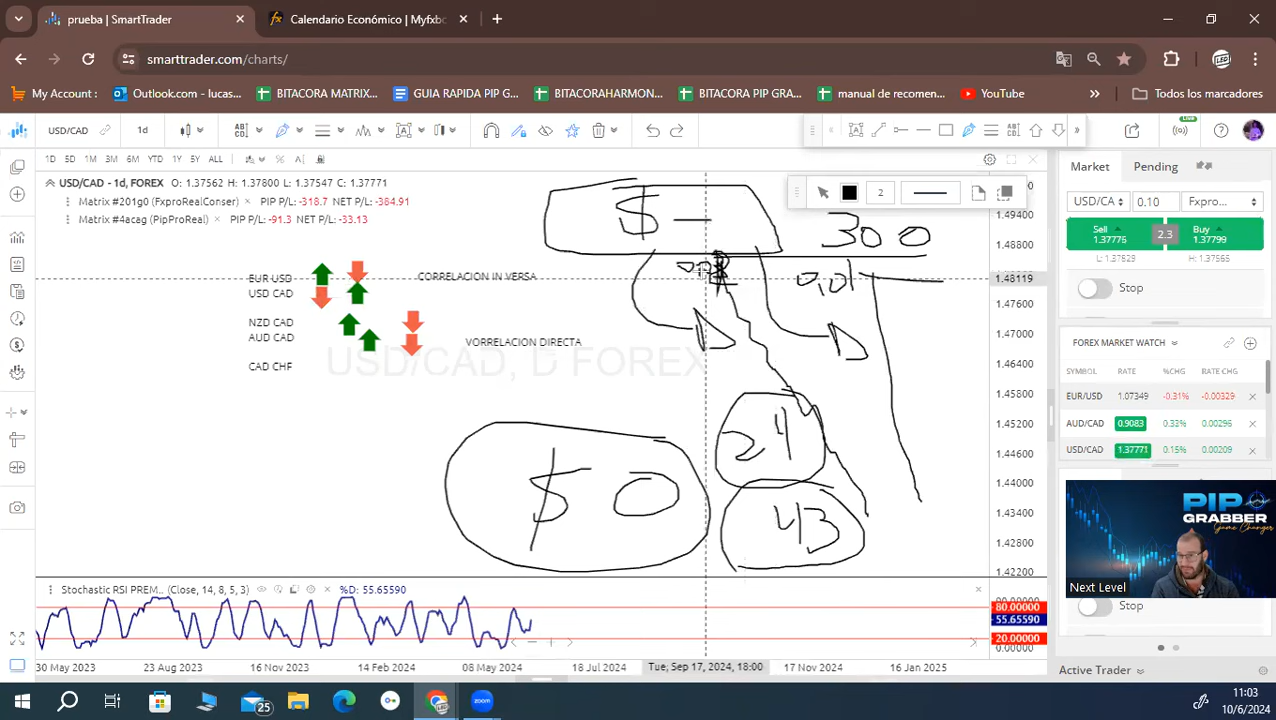 prueba | SmartTrader
Calendario Económico | Myfxbo
smarttrader.com/charts/
My Account :
Outlook.com - lucas...
BITACORA MATRIX...
GUIA RAPIDA PIP G...
BITACORAHARMON...
BITACORA PIP GRA...
manual de recomen...
YouTube
Todos los marcadores
USD/CAD
1d
LIVE
1D 5D 1M 3M 6M YTD 1Y 5Y ALL
2
USD/CAD - 1d, FOREX O: 1.37562 H: 1.37800 L: 1.37547 C: 1.37771
Matrix #201g0 (FxproRealConser) PIP P/L: -318.7 NET P/L: -364.91
Matrix #4acag (PipProReal) PIP P/L: -91.3 NET P/L: -33.13
$ —
300
0,01
EUR USD
USD CAD
CORRELACION IN VERSA
NZD CAD
AUD CAD
VORRELACION DIRECTA
CAD CHF
USD/CAD, D FOREX
24
$ 0
43
1.49400
1.48800
1.48119
1.47600
1.47000
1.46400
1.45800
1.45200
1.44600
1.44000
1.43400
1.42800
1.42200
Stochastic RSI PREM... (Close, 14, 8, 5, 3)
%D: 55.65590
80.00000
55.65590
20.00000
0.00000
30 May 2023
23 Aug 2023
16 Nov 2023
14 Feb 2024
08 May 2024
18 Jul 2024
Tue; Sep 17, 2024, 18:00
17 Nov 2024
16 Jan 2025
Market
Pending
USD/CA
0.10
Fxpro...
Sell
1.37775
2.3
Buy
1.37799
L: 1.37529
H: 1.37565
Stop
FOREX MARKET WATCH
SYMBOL RATE %CHG RATE CHG
EUR/USD 1.07349 -0.31% -0.00329
AUD/CAD 0.9083 0.33% 0.00296
USD/CAD 1.37771 0.15% 0.00209
PIP
GRABBER
Game Changer
Next Level
Stop
Active Trader
25
zoom
11:03
10/6/2024